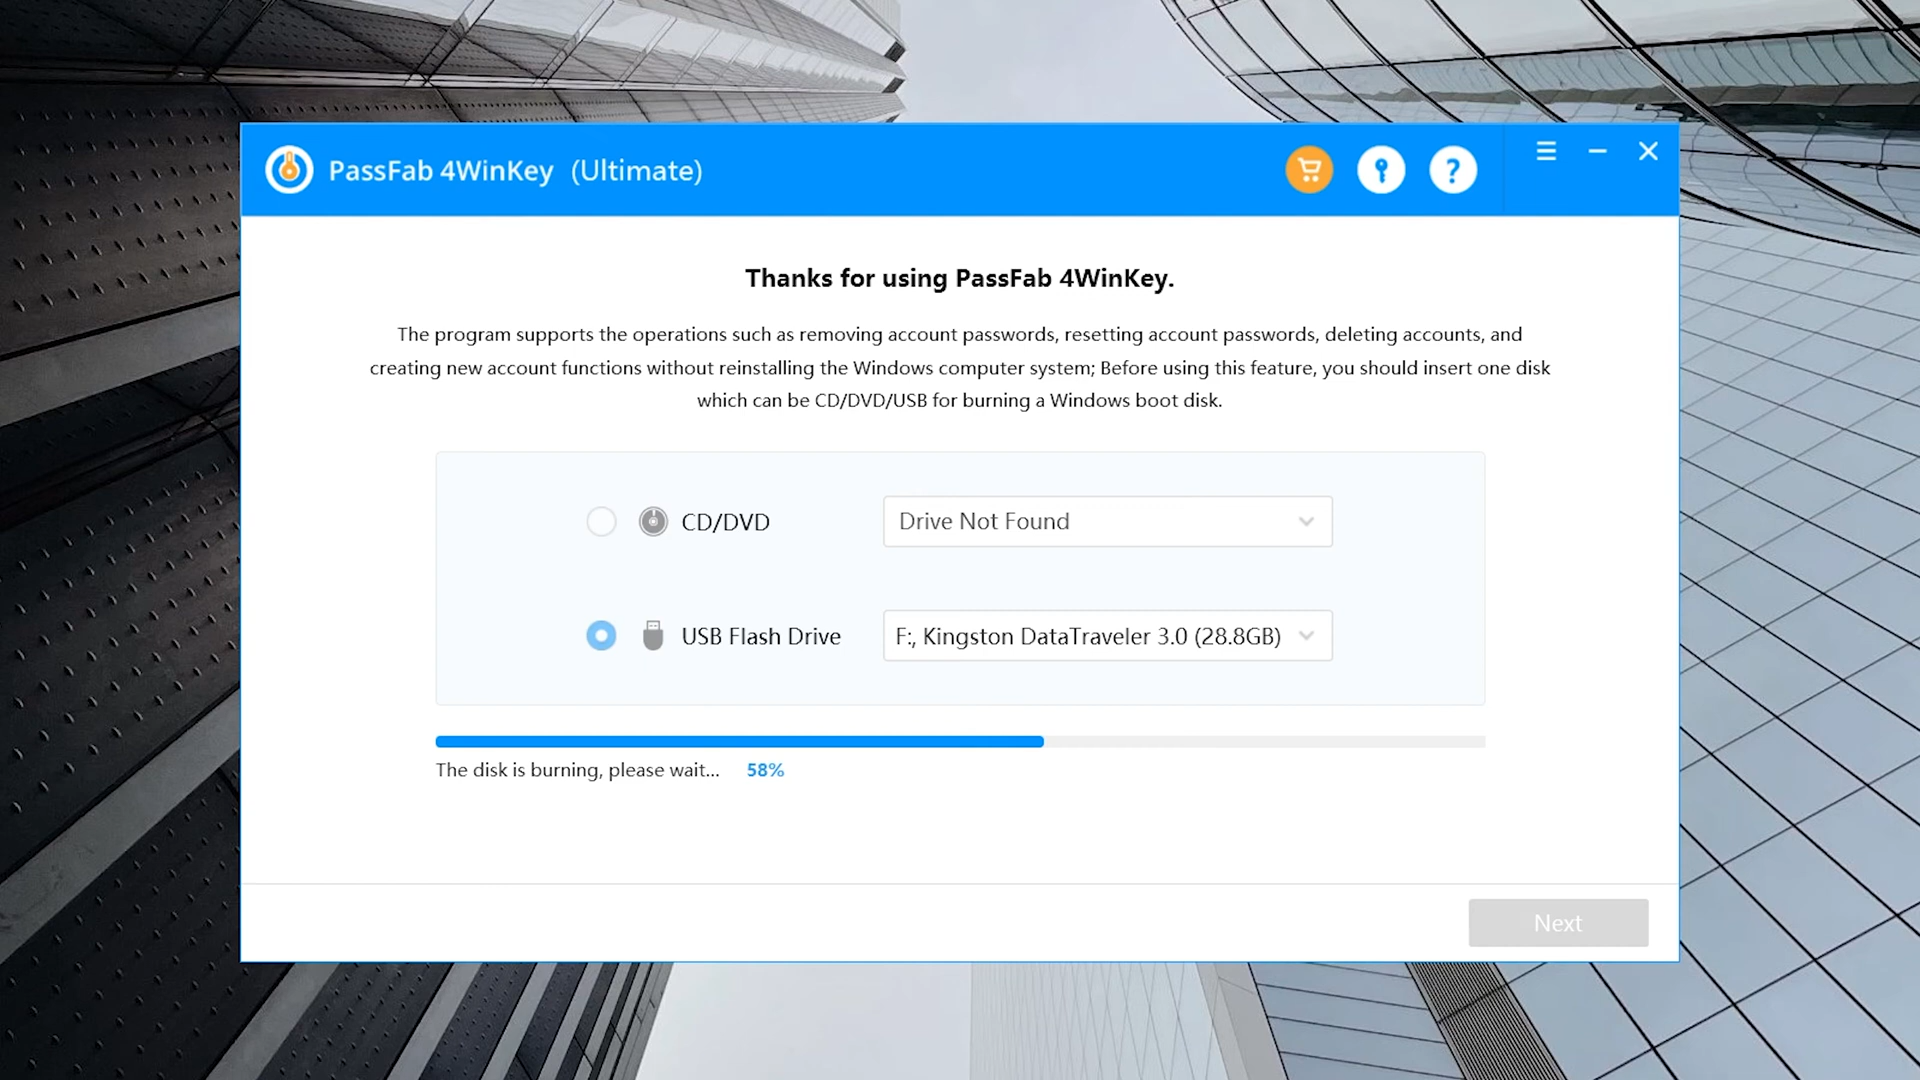 PassFab 4WinKey (Ultimate)
?
Thanks for using PassFab 4WinKey.
The program supports the operations such as removing account passwords, resetting account passwords, deleting accounts, and
creating new account functions without reinstalling the Windows computer system; Before using this feature, you should insert one disk
which can be CD/DVD/USB for burning a Windows boot disk.
CD/DVD Drive Not Found
USB Flash Drive F:, Kingston DataTraveler 3.0 (28.8GB)
The disk is burning, please wait... 58%
Next